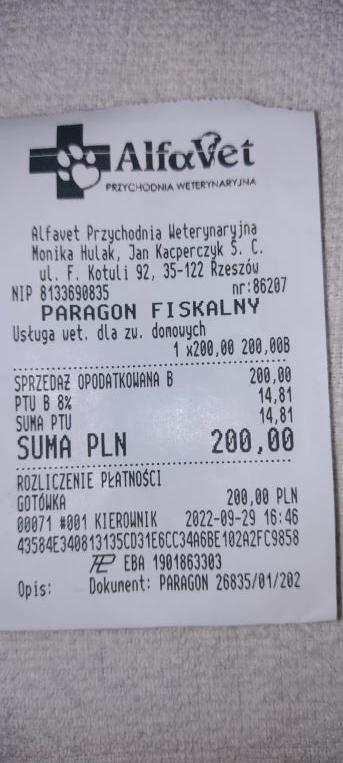 AlfaVet
PRZYCHODNIA WETERYNARYJNA
Alfavet Przychodnia Weterynaryjna
Monika Hulak, Jan Kacperczyk S. C.
ul. F. Kotuli 92, 35-122 Rzeszów
NIP 8133690835 nr:86207
PARAGON FISKALNY
Usługa wet. dla zw. domowych
1 x200,00 200,00B
SPRZEDAŻ OPODATKOWANA B 200,00
PTU B 8% 14,81
SUMA PTU 14,81
SUMA PLN 200,00
ROZLICZENIE PŁATNOŚCI
GOTÓWKA 200,00 PLN
00071 #001 KIEROWNIK 2022-09-29 16:46
43584E340813135CD31E6CC34A6BE102A2FC9858
EBA 1901863303
Opis: Dokument: PARAGON 26835/01/202